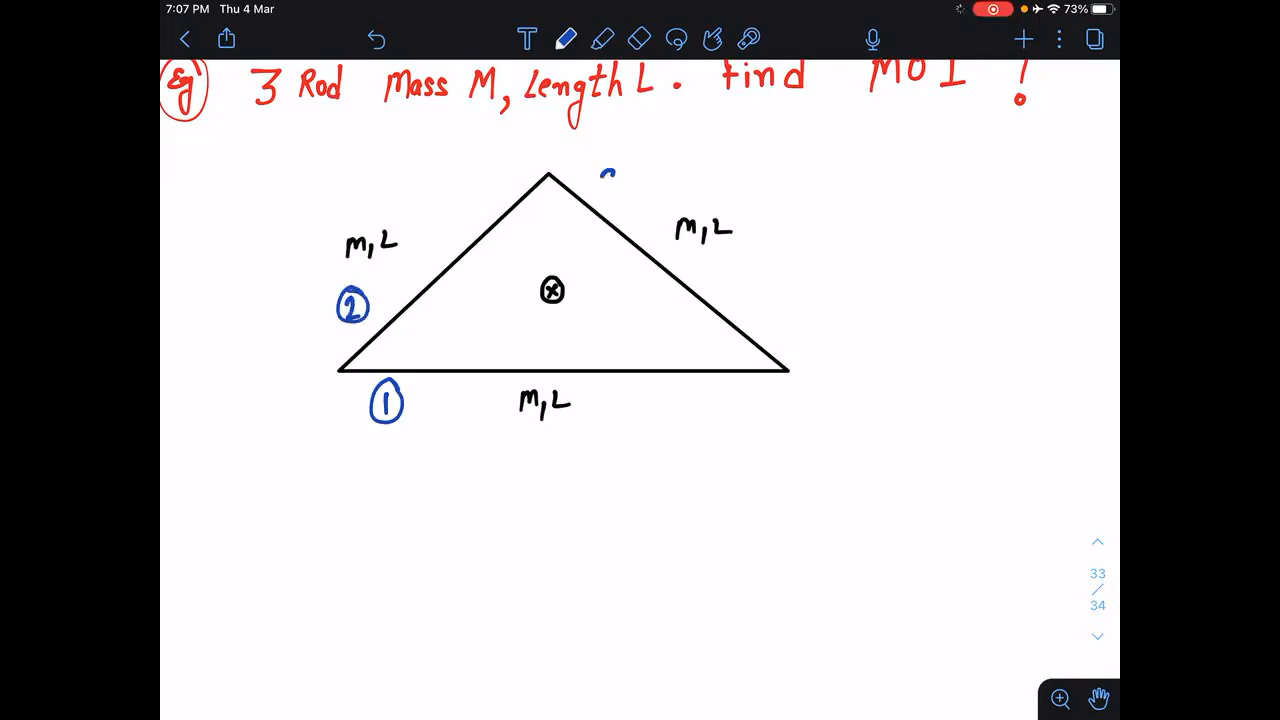 7:07 PM Thu 4 Mar
73%
T
Eg 3 Rod Mass M, Length L. Find MOI !
M, L
M, L
2
1
M, L
33
/
34